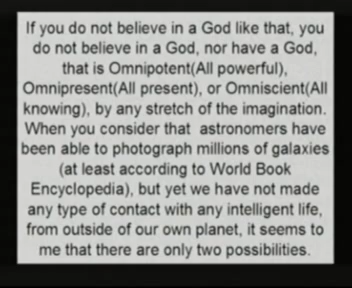 If you do not believe in a God like that, you
do not believe in a God, nor have a God,
that is Omnipotent(All powerful),
Omnipresent(All present), or Omniscient(All
knowing), by any stretch of the imagination.
When you consider that astronomers have
been able to photograph millions of galaxies
(at least according to World Book
Encyclopedia), but yet we have not made
any type of contact with any intelligent life,
from outside of our own planet, it seems to
me that there are only two possibilities.